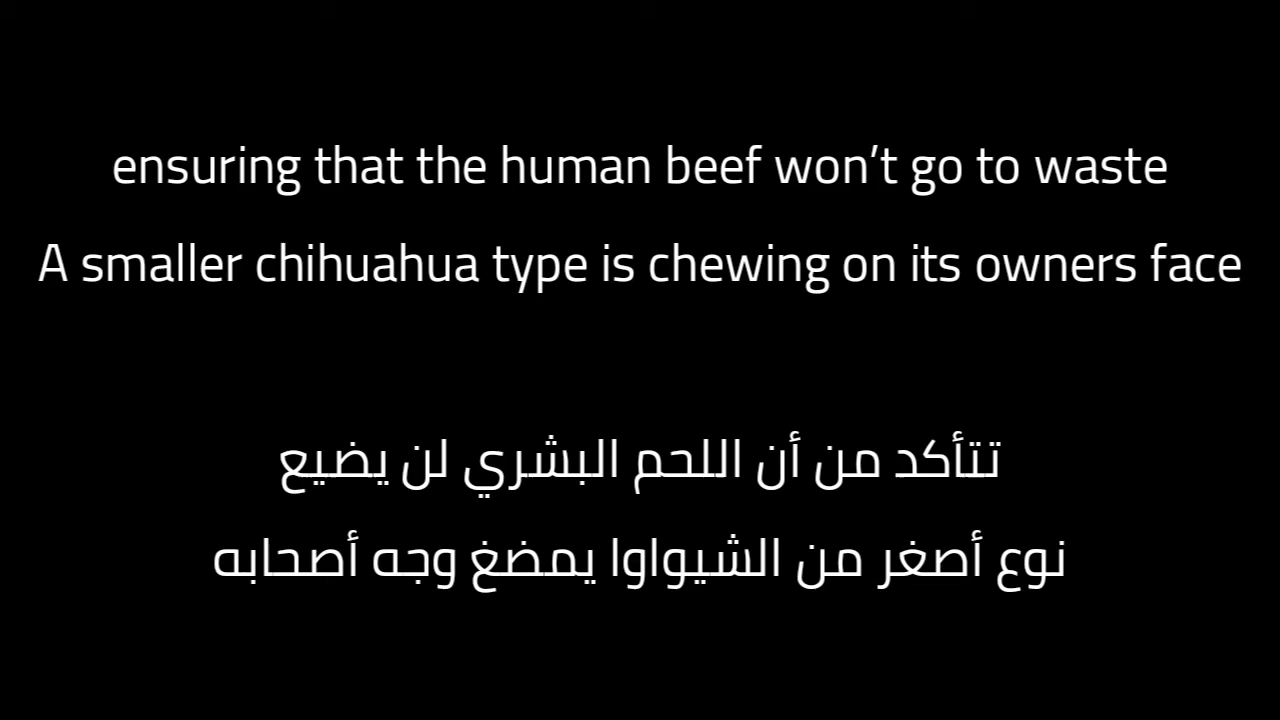 ensuring that the human beef won’t go to waste
A smaller chihuahua type is chewing on its owners face
تتأكد من أن اللحم البشري لن يضيع
نوع أصغر من الشيواوا يمضغ وجه أصحابه